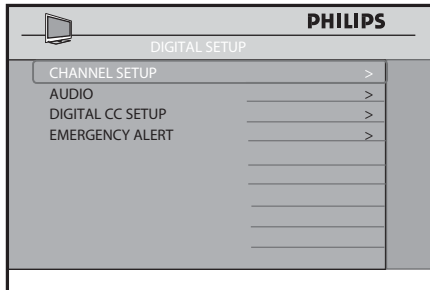 PHILIPS
DIGITAL SETUP
CHANNEL SETUP >
AUDIO >
DIGITAL CC SETUP >
EMERGENCY ALERT >